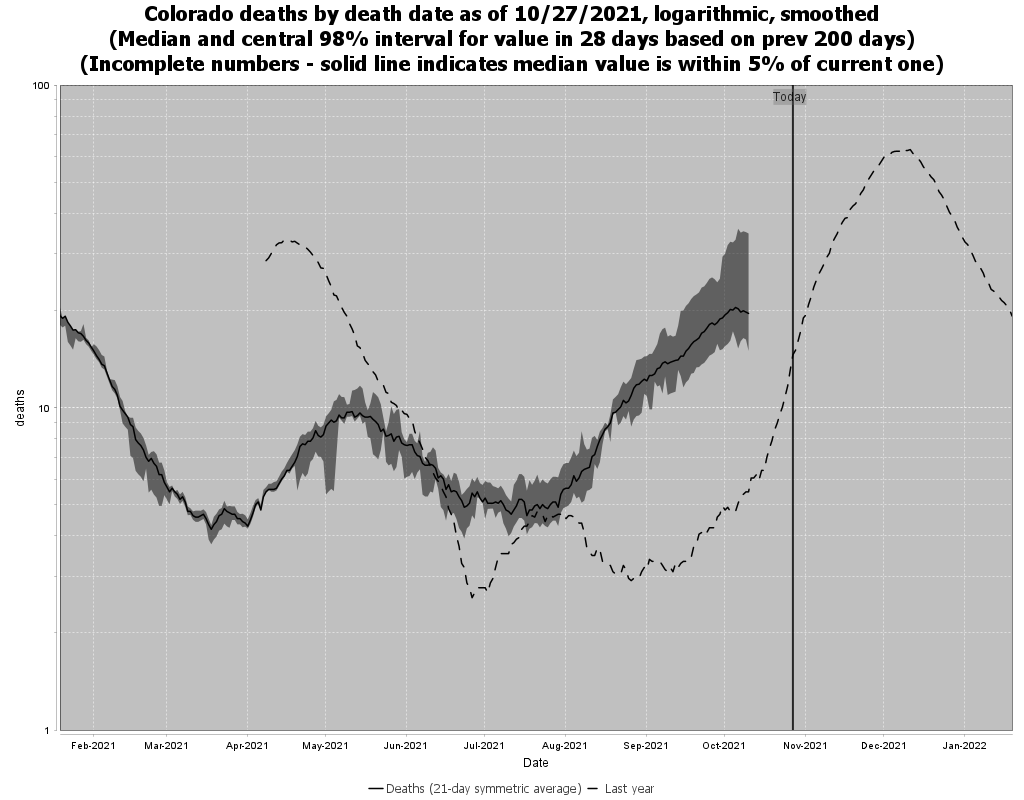 Colorado deaths by death date as of 10/27/2021, logarithmic, smoothed
(Median and central 98% interval for value in 28 days based on prev 200 days)
(Incomplete numbers - solid line indicates median value is within 5% of current one)
100
Today
deaths
10
1
Feb-2021 Mar-2021 Apr-2021 May-2021 Jun-2021 Jul-2021 Aug-2021 Sep-2021 Oct-2021 Nov-2021 Dec-2021 Jan-2022
Date
Deaths (21-day symmetric average) Last year